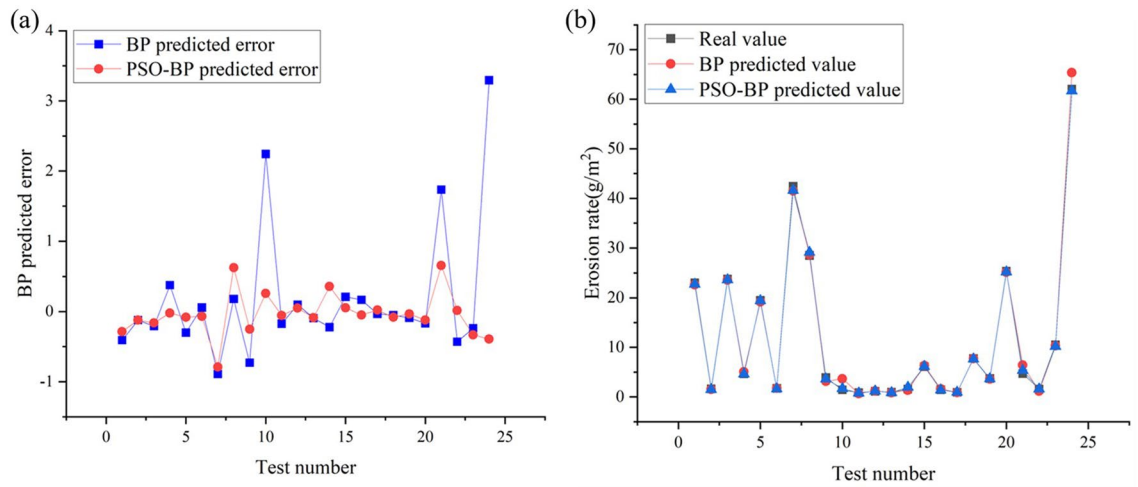 (a)
BP predicted error
PSO-BP predicted error
BP predicted error
4
3
2
1
0
-1
0
5
10
15
20
25
Test number
(b)
Real value
BP predicted value
PSO-BP predicted value
Erosion rate(g/m²)
70
60
50
40
30
20
10
0
0
5
10
15
20
25
Test number